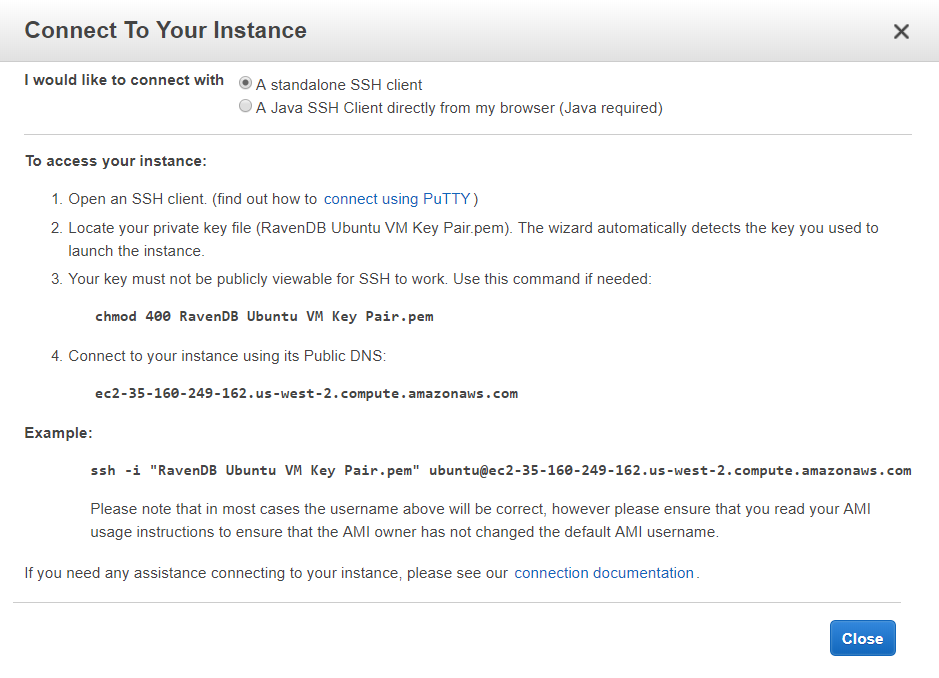 Connect To Your Instance
I would like to connect with
A standalone SSH client
A Java SSH Client directly from my browser (Java required)
To access your instance:
1. Open an SSH client. (find out how to connect using PuTTY )
2. Locate your private key file (RavenDB Ubuntu VM Key Pair.pem). The wizard automatically detects the key you used to
launch the instance.
3. Your key must not be publicly viewable for SSH to work. Use this command if needed:
chmod 400 RavenDB Ubuntu VM Key Pair.pem
4. Connect to your instance using its Public DNS:
ec2-35-160-249-162.us-west-2.compute.amazonaws.com
Example:
ssh -i "RavenDB Ubuntu VM Key Pair.pem" ubuntu@ec2-35-160-249-162.us-west-2.compute.amazonaws.com
Please note that in most cases the username above will be correct, however please ensure that you read your AMI
usage instructions to ensure that the AMI owner has not changed the default AMI username.
If you need any assistance connecting to your instance, please see our connection documentation .
Close